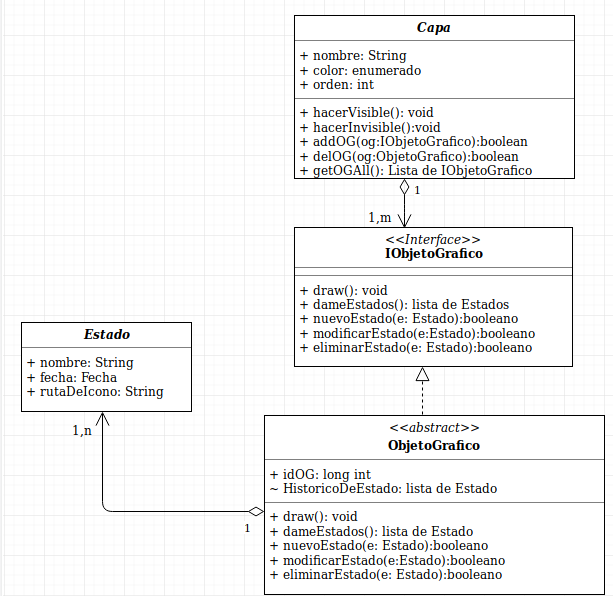 Capa
+ nombre: String
+ color: enumerado
+ orden: int
+ hacerVisible(): void
+ hacerInvisible():void
+ addOG(og:IObjetoGrafico):boolean
+ delOG(og:ObjetoGrafico):boolean
+ getOGAll(): Lista de IObjetoGrafico
1
1,m
<<Interface>>
IObjetoGrafico
+ draw(): void
+ dameEstados(): lista de Estados
+ nuevoEstado(e: Estado):booleano
+ modificarEstado(e:Estado):booleano
+ eliminarEstado(e: Estado):booleano
Estado
+ nombre: String
+ fecha: Fecha
+ rutaDeIcono: String
1,n
1
<<abstract>>
ObjetoGrafico
+ idOG: long int
~ HistoricoDeEstado: lista de Estado
+ draw(): void
+ dameEstados(): lista de Estado
+ nuevoEstado(e: Estado):booleano
+ modificarEstado(e:Estado):booleano
+ eliminarEstado(e: Estado):booleano